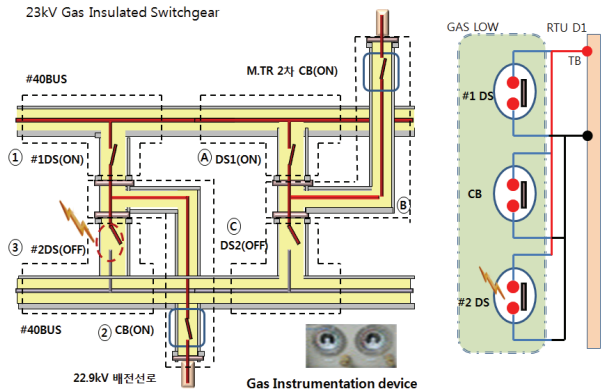 23kV Gas Insulated Switchgear
GAS LOW
RTU D1
TB
M.TR 2차 CB(ON)
#40BUS
#1 DS
1 #1DS(ON)
A DS1(ON)
CB
B
C
DS2(OFF)
3 #2DS(OFF)
#2 DS
#40BUS
2 CB(ON)
22.9kV 배전선로
Gas Instrumentation device